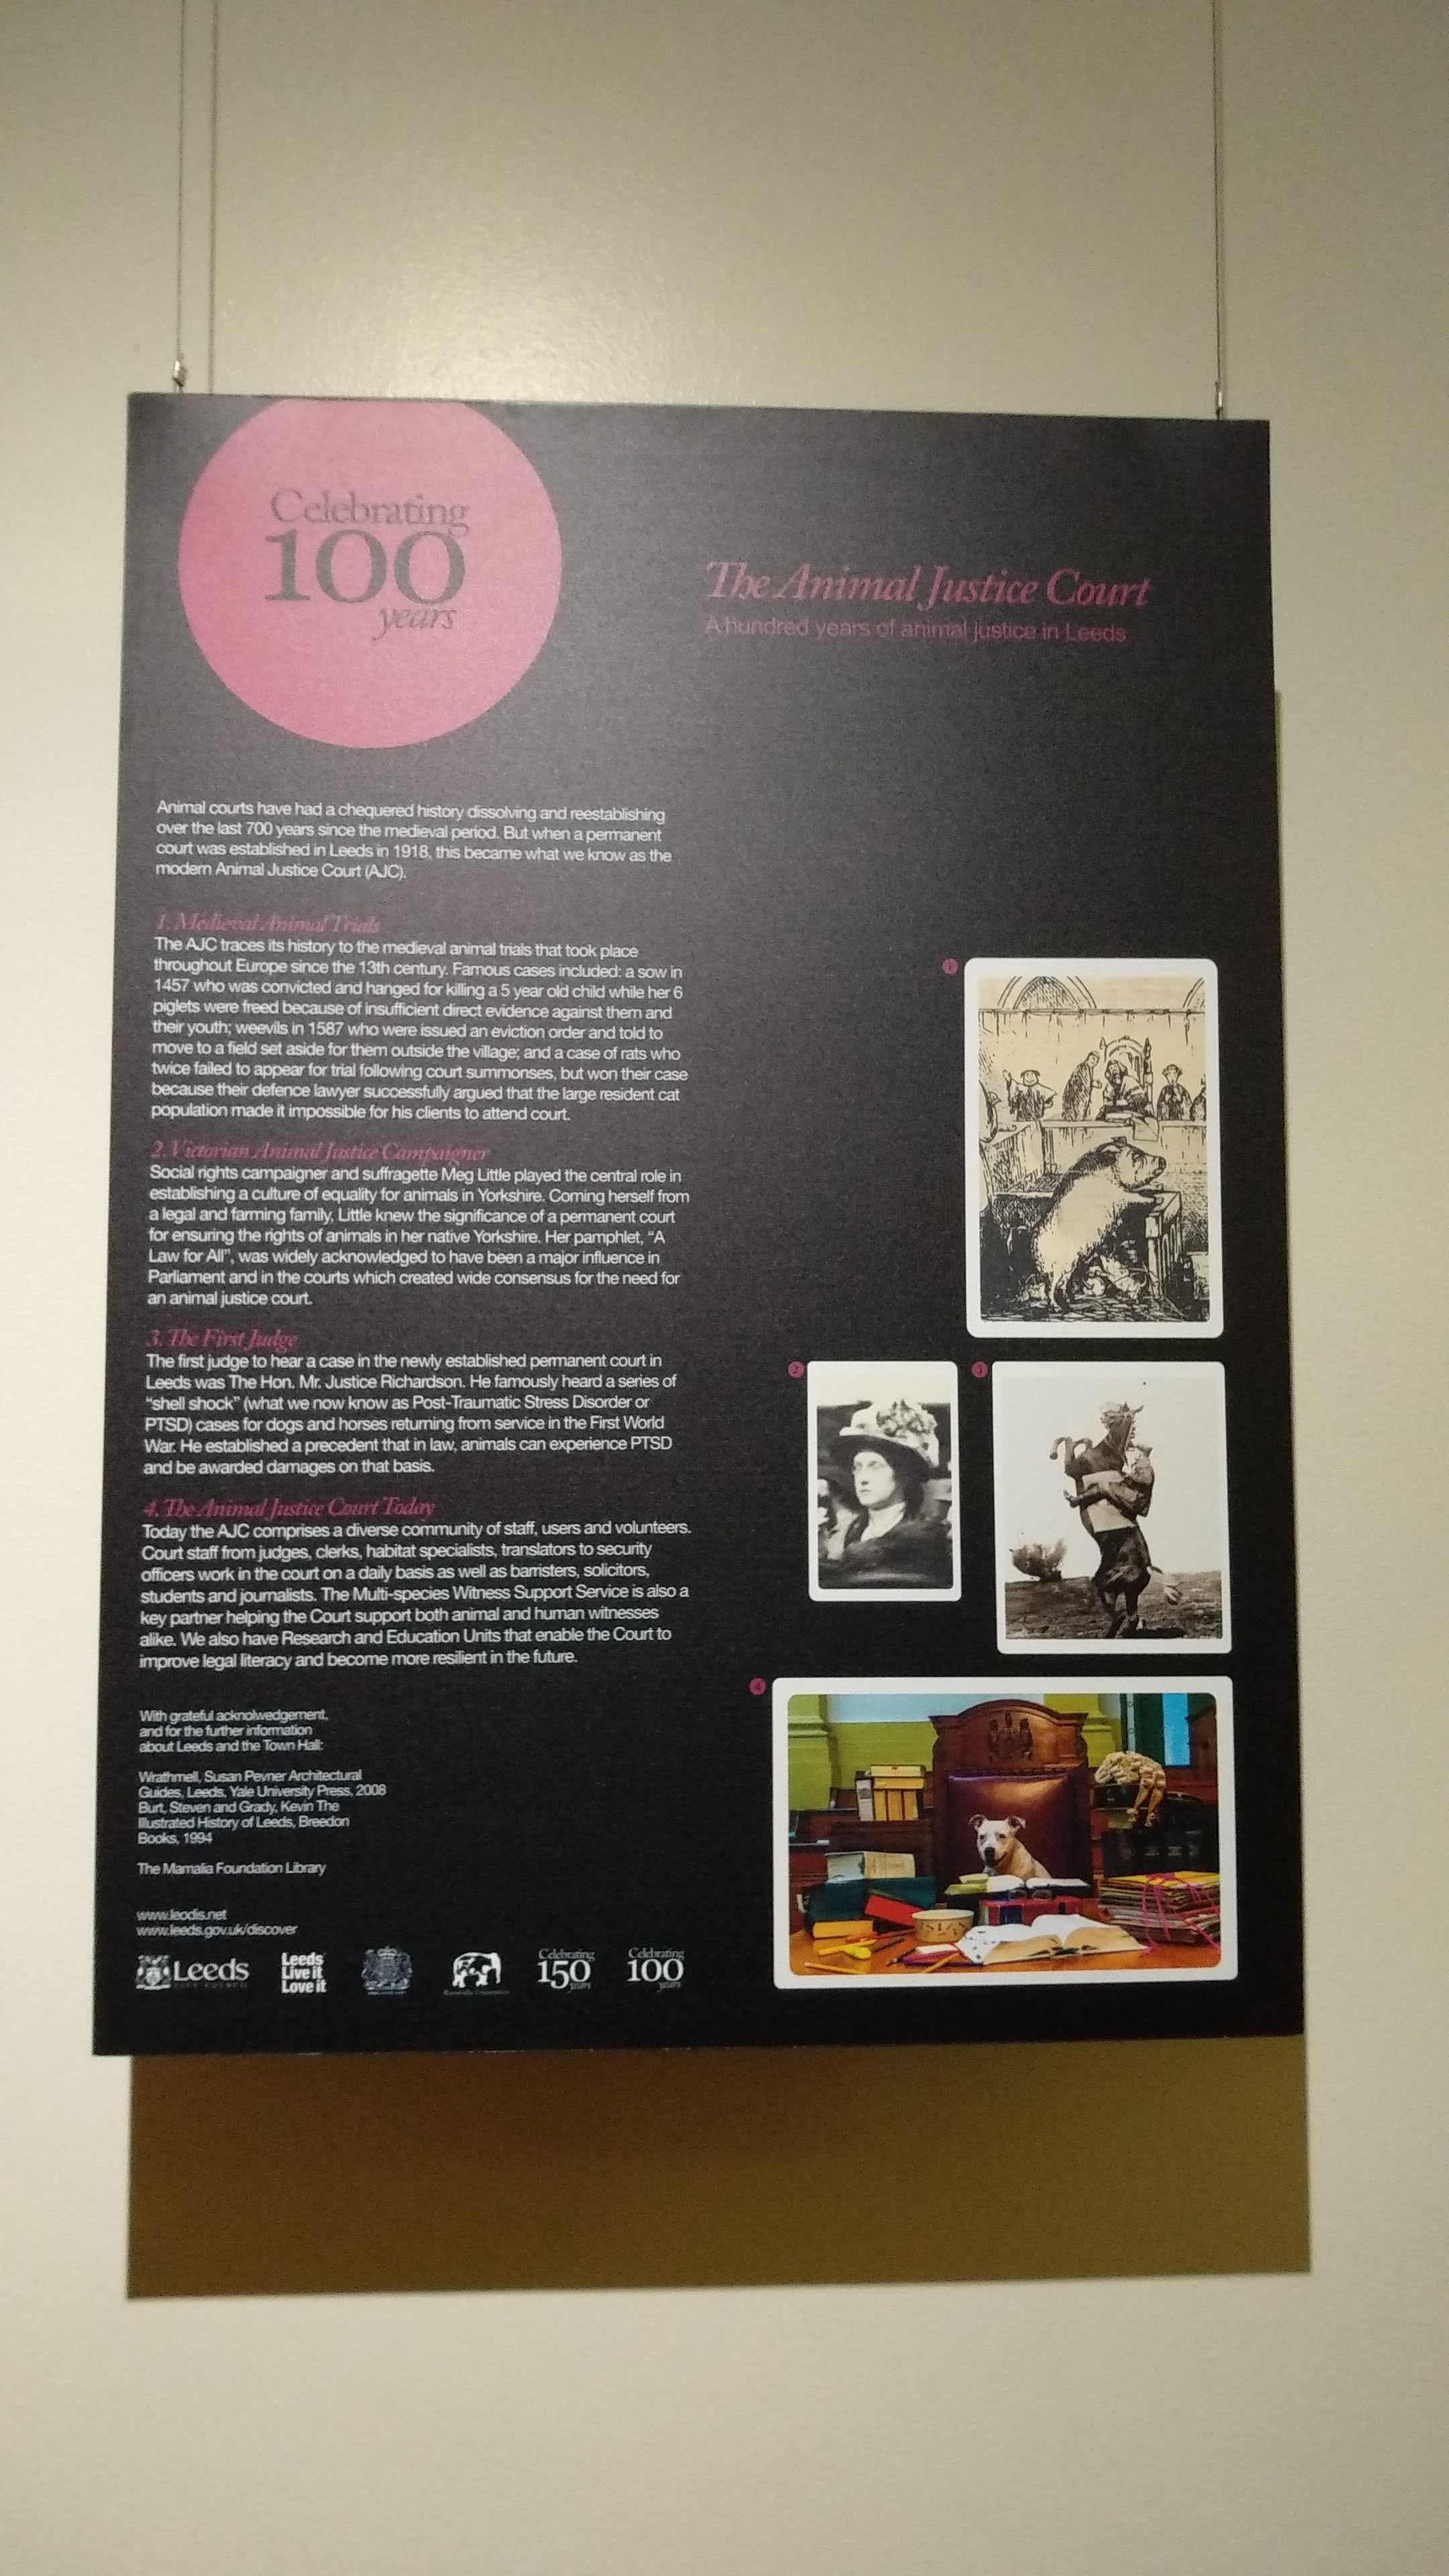 Celebrating
100
years
The Animal Justice Court
A hundred years of animal justice in Leeds
Animal courts have had a chequered history dissolving and reestablishing
over the last 700 years since the medieval period. But when a permanent
court was established in Leeds in 1918, this became what we know as the
modern Animal Justice Court (AJC).
1. Medieval Animal Trials
The AJC traces its history to the medieval animal trials that took place
throughout Europe since the 13th century. Famous cases included: a sow in
1457 who was convicted and hanged for killing a 5 year old child while her 6
piglets were freed because of insufficient direct evidence against them and
their youth; weevils in 1587 who were issued an eviction order and told to
move to a field set aside for them outside the village; and a case of rats who
twice failed to appear for trial following court summonses, but won their case
because their defence lawyer successfully argued that the large resident cat
population made it impossible for his clients to attend court.
2. Victorian Animal Justice Campaigner
Social rights campaigner and suffragette Meg Little played the central role in
establishing a culture of equality for animals in Yorkshire. Coming herself from
a legal and farming family, Little knew the significance of a permanent court
for ensuring the rights of animals in her native Yorkshire. Her pamphlet, “A
Law for All”, was widely acknowledged to have been a major influence in
Parliament and in the courts which created wide consensus for the need for
an animal justice court.
3. The First Judge
The first judge to hear a case in the newly established permanent court in
Leeds was The Hon. Mr. Justice Richardson. He famously heard a series of
“shell shock” (what we now know as Post-Traumatic Stress Disorder or
PTSD) cases for dogs and horses returning from service in the First World
War. He established a precedent that in law, animals can experience PTSD
and be awarded damages on that basis.
4. The Animal Justice Court Today
Today the AJC comprises a diverse community of staff, users and volunteers.
Court staff from judges, clerks, habitat specialists, translators to security
officers work in the court on a daily basis as well as barristers, solicitors,
students and journalists. The Multi-species Witness Support Service is also a
key partner helping the Court support both animal and human witnesses
alike. We also have Research and Education Units that enable the Court to
improve legal literacy and become more resilient in the future.
With grateful acknolwedgement,
and for the further information
about Leeds and the Town Hall:
Wrathmell, Susan Pevner Architectural
Guides, Leeds, Yale University Press, 2008
Burt, Steven and Grady, Kevin The
Illustrated History of Leeds, Breedon
Books, 1994
The Mamalia Foundation Library
www.leodis.net
www.leeds.gov.uk/discover
Leeds
CITY COUNCIL
Leeds
Live it
Love it
Celebrating
150
years
Celebrating
100
years
1
2
3
4